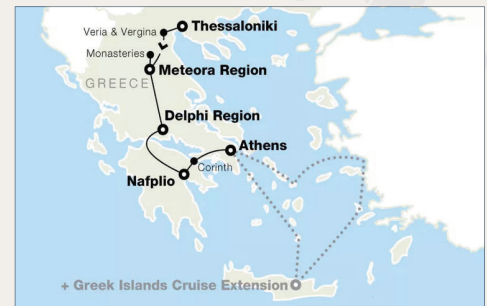 Thessaloniki
Veria & Vergina
Monasteries
Meteora Region
GREECE
Delphi Region
Athens
Corinth
Nafplio
+ Greek Islands Cruise Extension